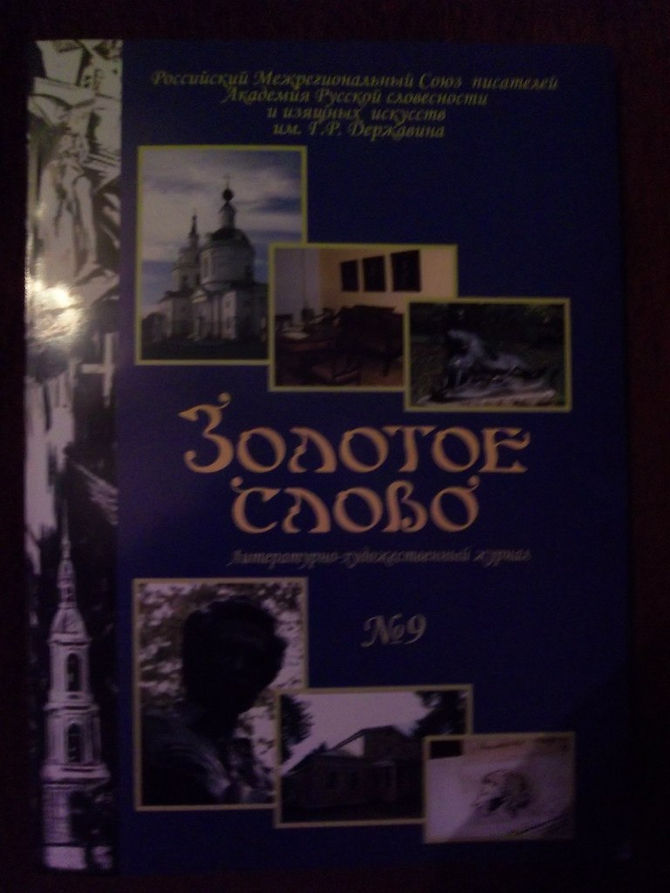 Российский Межрегиональный Союз писателей
Академия Русской словесности
и изящных искусств
им. Г.Р. Державина
Золотое
слово
Литературно-художественный журнал
№9